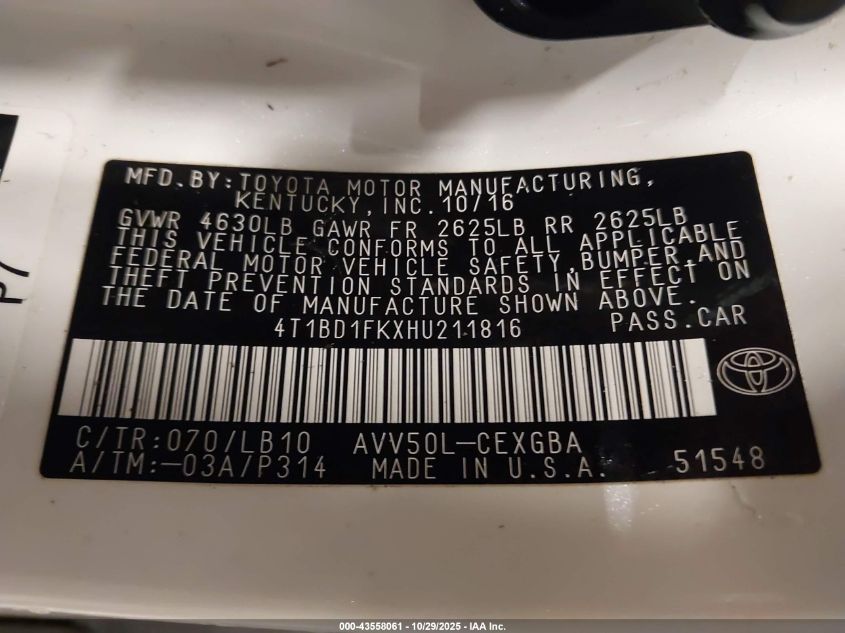 MFD.BY:TOYOTA MOTOR MANUFACTURING,
KENTUCKY,INC.10/16
GVWR 4630LB GAWR FR 2625LB RR 2625LB
THIS VEHICLE CONFORMS TO ALL APPLICABLE
FEDERAL MOTOR VEHICLE SAFETY,BUMPER,AND
THEFT PREVENTION STANDARDS IN EFFECT ON
THE DATE OF MANUFACTURE SHOWN ABOVE.
4T1BD1FKXHU211816 PASS.CAR
C/TR:070/LB10 AVV50L-CEXGBA
A/TM:-03A/P314 MADE IN U.S.A. 51548
000-43558061 | 10/29/2025 - IAA Inc.